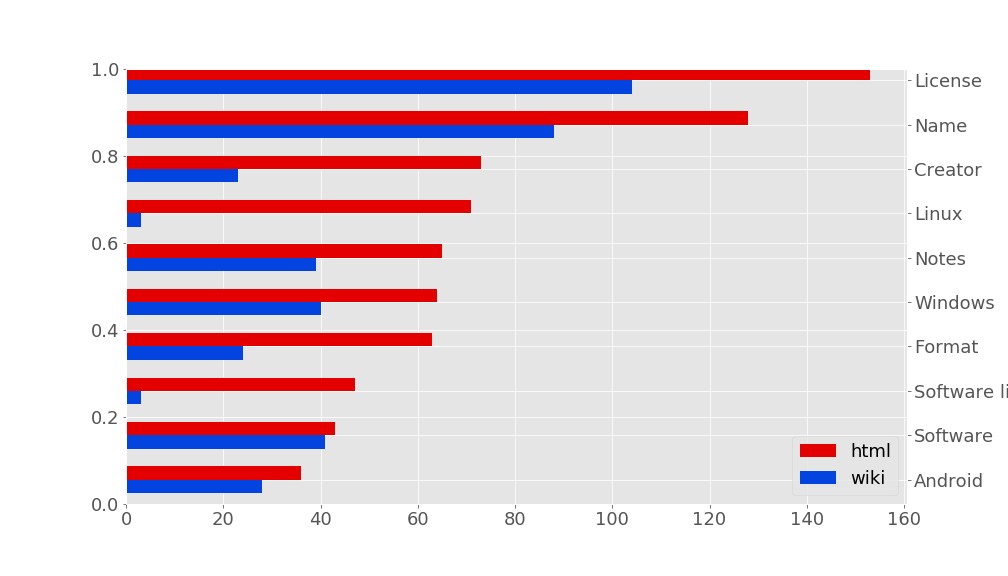 1.0
0.8
0.6
0.4
0.2
0.0
License
Name
Creator
Linux
Notes
Windows
Format
Software li
Software
Android
html
wiki
0 20 40 60 80 100 120 140 160